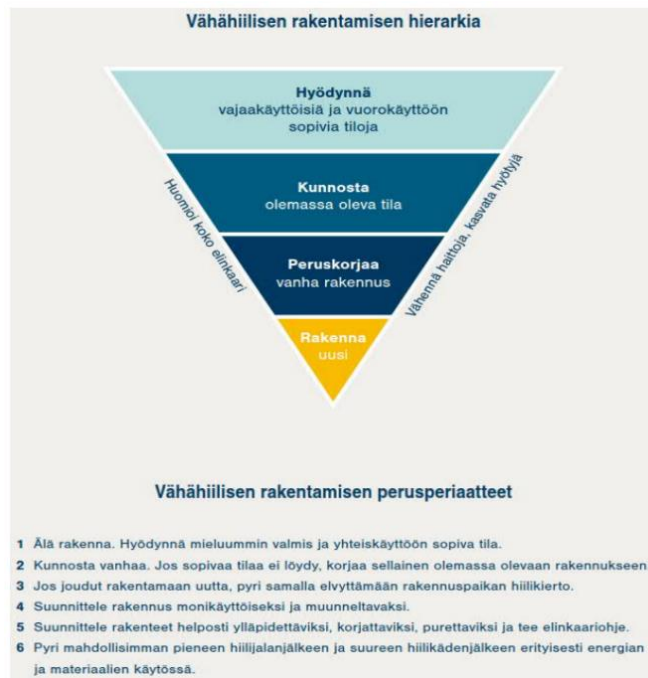 Vähähiilisen rakentamisen hierarkia
Hyödynnä
vajaakäyttöisiä ja vuorokäyttöön
sopivia tiloja
Kunnosta
olemassa oleva tila
Peruskorjaa
vanha rakennus
Rakenna
uusi
Huomioi koko elinkaari
Vähennä haittoja, kasvata hyötyjä
Vähähiilisen rakentamisen perusperiaatteet
1 Älä rakenna. Hyödynnä mieluummin valmis ja yhteiskäyttöön sopiva tila.
2 Kunnosta vanhaa. Jos sopivaa tilaa ei löydy, korjaa sellainen olemassa olevaan rakennukseen.
3 Jos joudut rakentamaan uutta, pyri samalla elvyttämään rakennuspaikan hiilikierto.
4 Suunnittele rakennus monikäyttöiseksi ja muunneltavaksi.
5 Suunnittele rakenteet helposti ylläpidettäviksi, korjattaviksi, purettaviksi ja tee elinkaariohje.
6 Pyri mahdollisimman pieneen hiilijalanjälkeen ja suureen hiilikädenjälkeen erityisesti energian
ja materiaalien käytössä.